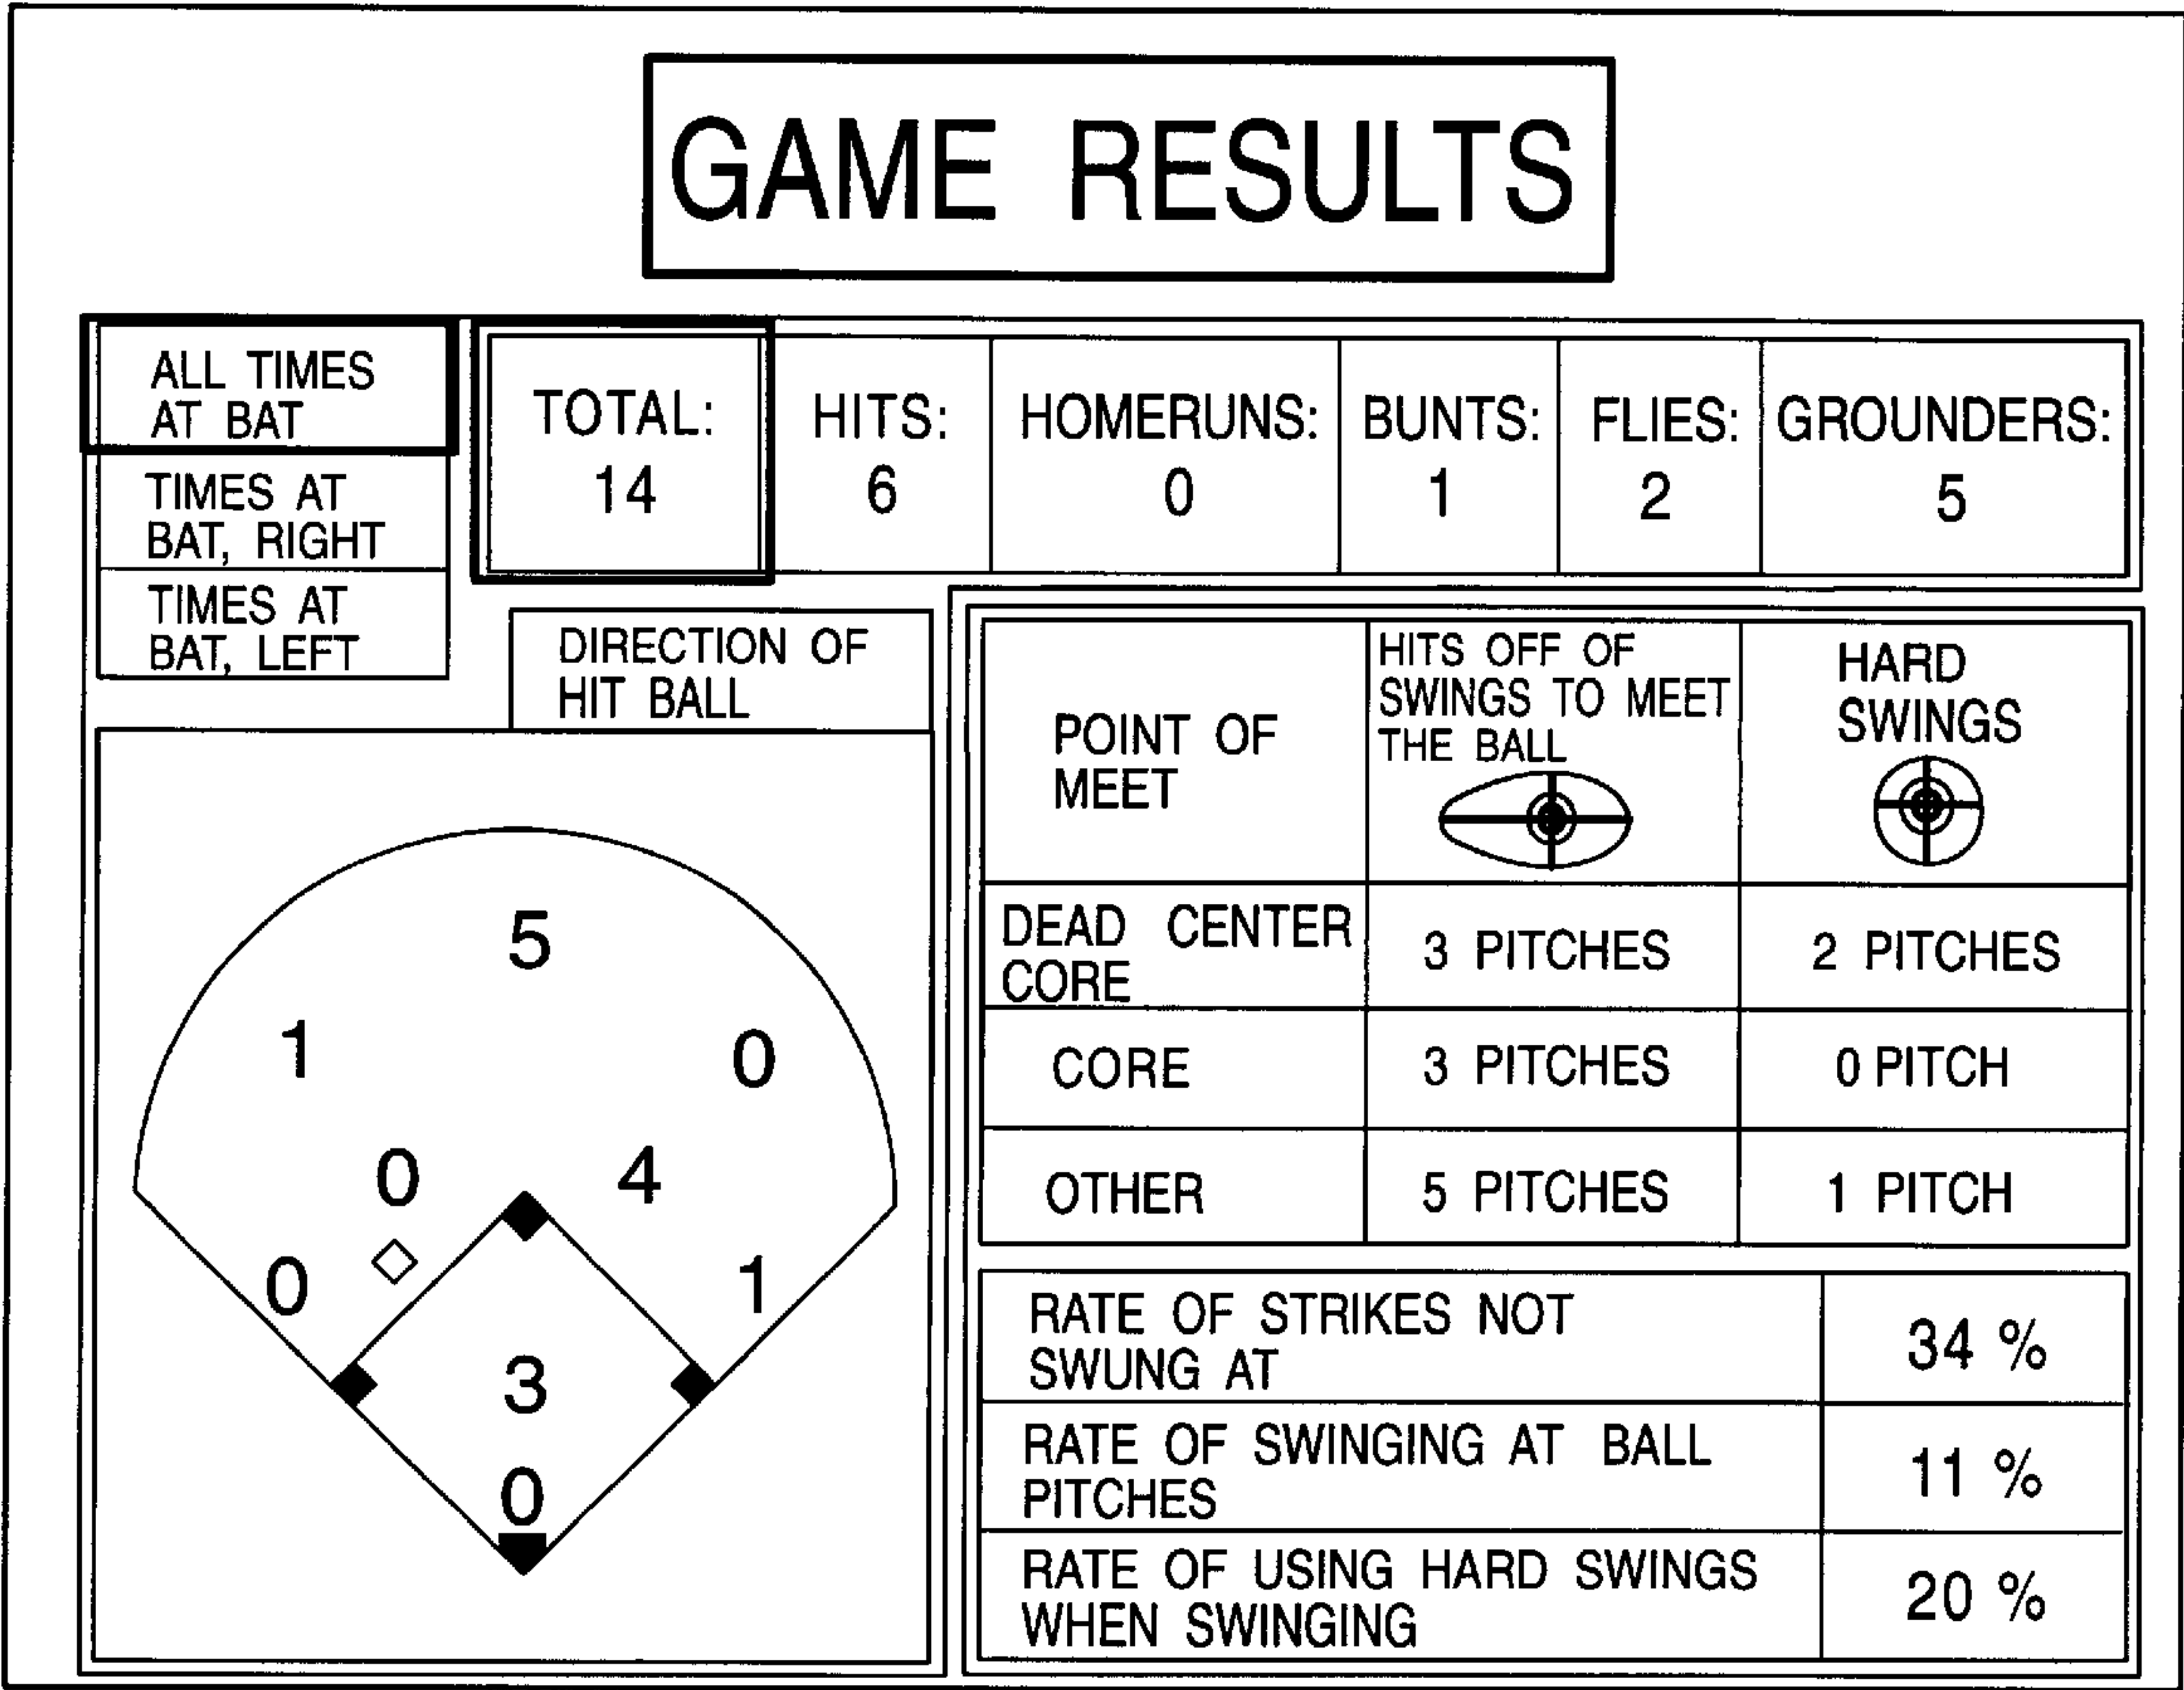 GAME RESULTS
ALL TIMES
AT BAT
TIMES AT
BAT, RIGHT
TIMES AT
BAT, LEFT
TOTAL:
14
HITS:
6
HOMERUNS:
0
BUNTS:
1
FLIES:
2
GROUNDERS:
5
DIRECTION OF
HIT BALL
5
1
0
0
4
0
1
3
0
POINT OF
MEET
HITS OFF OF
SWINGS TO MEET
THE BALL
HARD
SWINGS
DEAD CENTER
CORE
3 PITCHES
2 PITCHES
CORE
3 PITCHES
0 PITCH
OTHER
5 PITCHES
1 PITCH
RATE OF STRIKES NOT
SWUNG AT
34 %
RATE OF SWINGING AT BALL
PITCHES
11 %
RATE OF USING HARD SWINGS
WHEN SWINGING
20 %